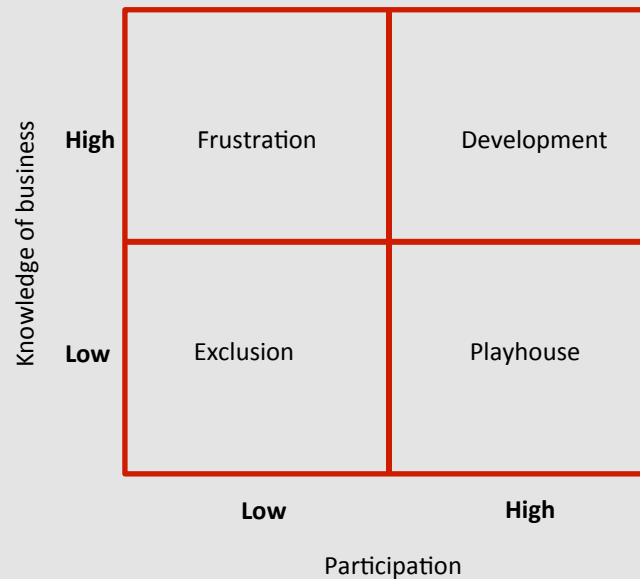 Knowledge of business
High
Frustration
Development
Low
Exclusion
Playhouse
Low
High
Participation